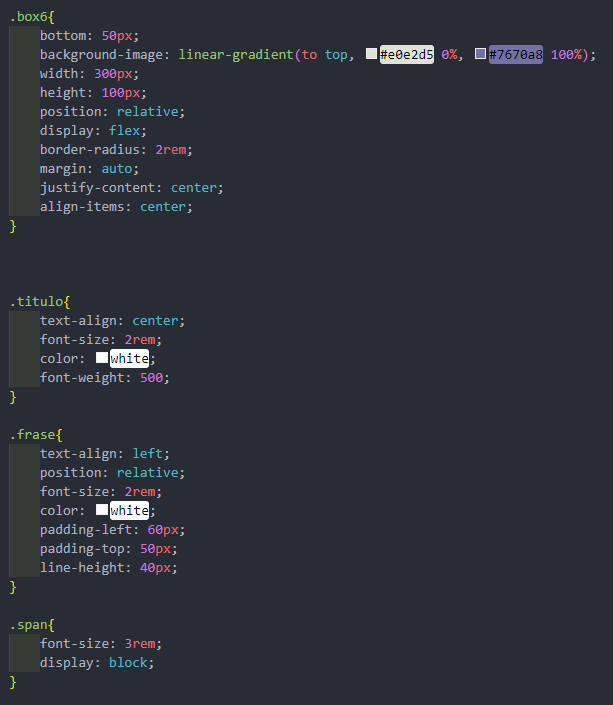 .box6{
bottom: 50px;
background-image: linear-gradient(to top, #e0e2d5 0%, #7670a8 100%);
width: 300px;
height: 100px;
position: relative;
display: flex;
border-radius: 2rem;
margin: auto;
justify-content: center;
align-items: center;
}
.titulo{
text-align: center;
font-size: 2rem;
color: white;
font-weight: 500;
}
.frase{
text-align: left;
position: relative;
font-size: 2rem;
color: white;
padding-left: 60px;
padding-top: 50px;
line-height: 40px;
}
.span{
font-size: 3rem;
display: block;
}